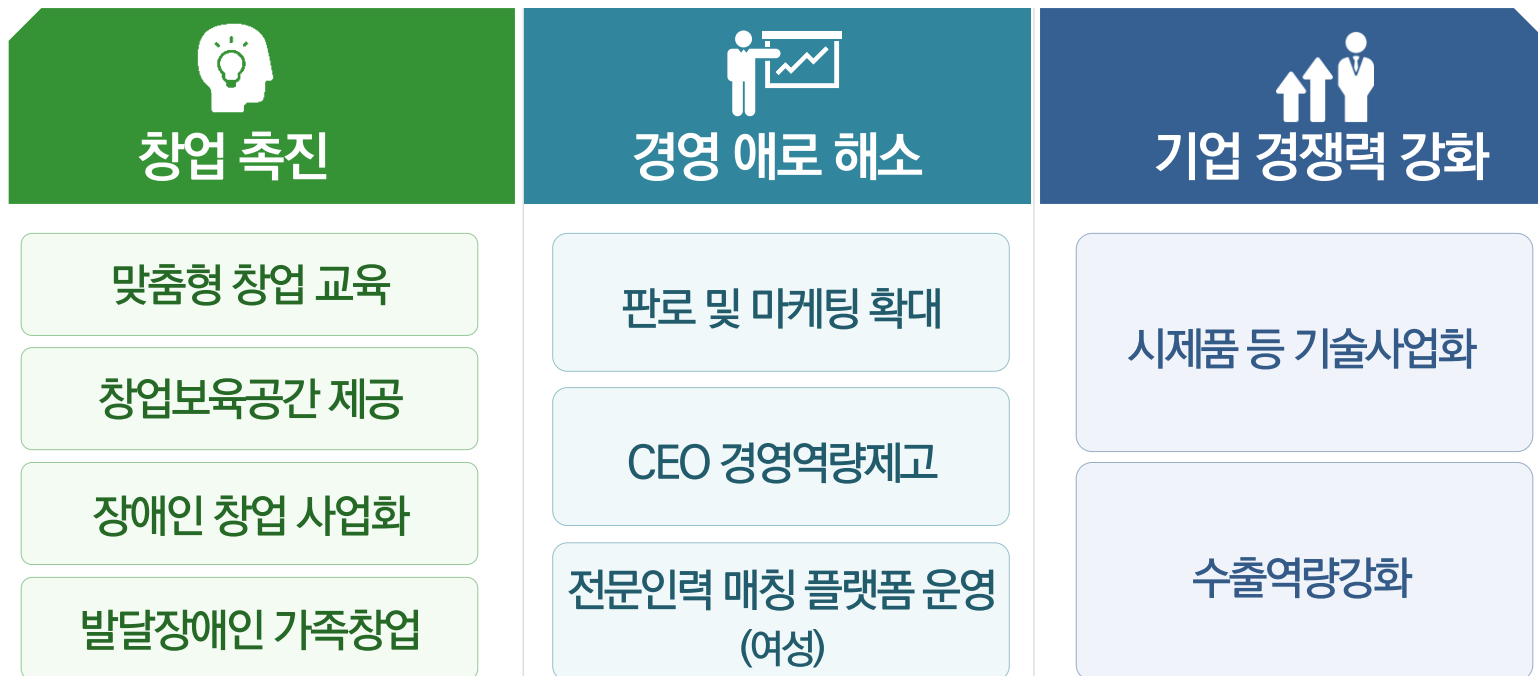 창업 촉진
맞춤형 창업 교육
창업보육공간 제공
장애인 창업 사업화
발달장애인 가족창업
경영 애로 해소
판로 및 마케팅 확대
CEO 경영역량제고
전문인력 매칭 플랫폼 운영
(여성)
기업 경쟁력 강화
시제품 등 기술사업화
수출역량강화